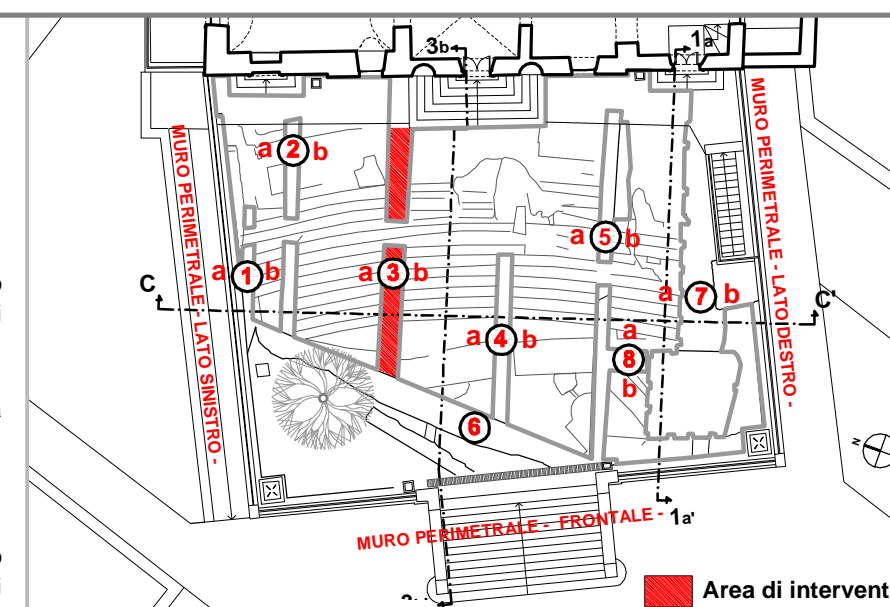 3b
1a
a 2 b
MURO PERIMETRALE - LATO SINISTRO -
MURO PERIMETRALE - LATO DESTRO -
a 5 b
a 1 b
a 3 b
a 7 b
C
C'
a 4 b
a
8
b
6
N
1a'
MURO PERIMETRALE - FRONTALE -
Area di intervent